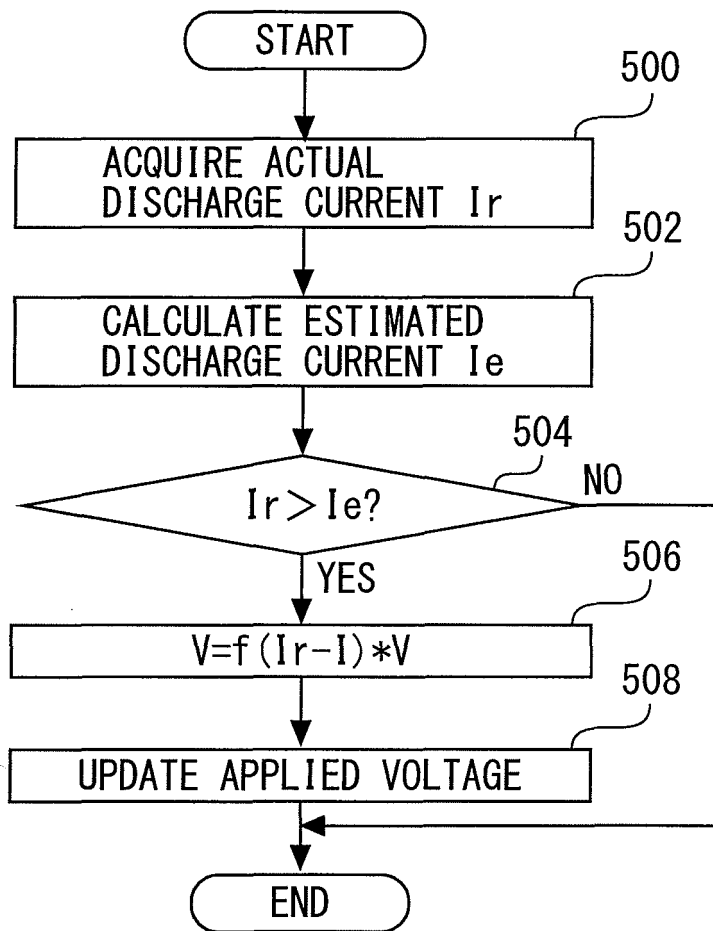 START
500
ACQUIRE ACTUAL
DISCHARGE CURRENT Ir
502
CALCULATE ESTIMATED
DISCHARGE CURRENT Ie
504
Ir>Ie?
NO
YES
506
V=f(Ir-I)*V
508
UPDATE APPLIED VOLTAGE
END